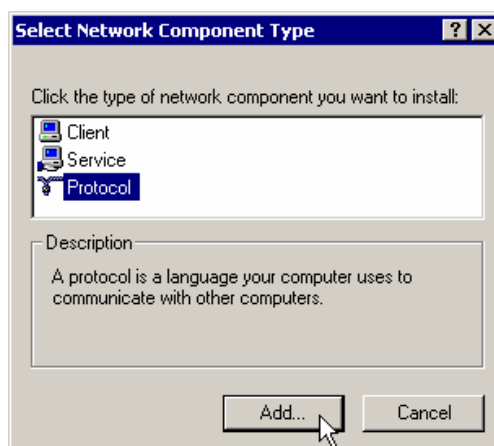 Select Network Component Type
Click the type of network component you want to install:
Client
Service
Protocol
Description
A protocol is a language your computer uses to
communicate with other computers.
Add... Cancel